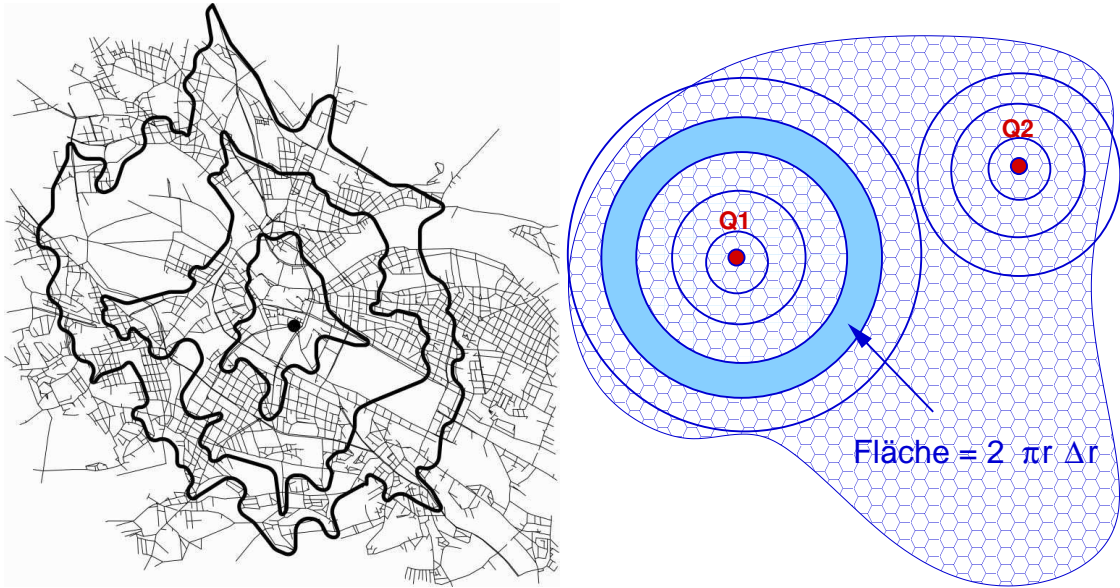 Q2
Q1
Fläche = 2 πr Δr